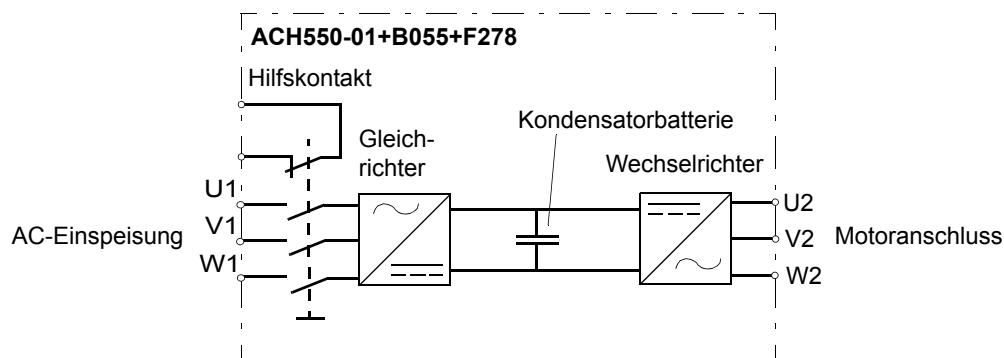 ACH550-01+B055+F278
Hilfskontakt
Gleich-
richter
Kondensatorbatterie
Wechselrichter
AC-Einspeisung
U1
V1
W1
U2
V2
W2
Motoranschluss